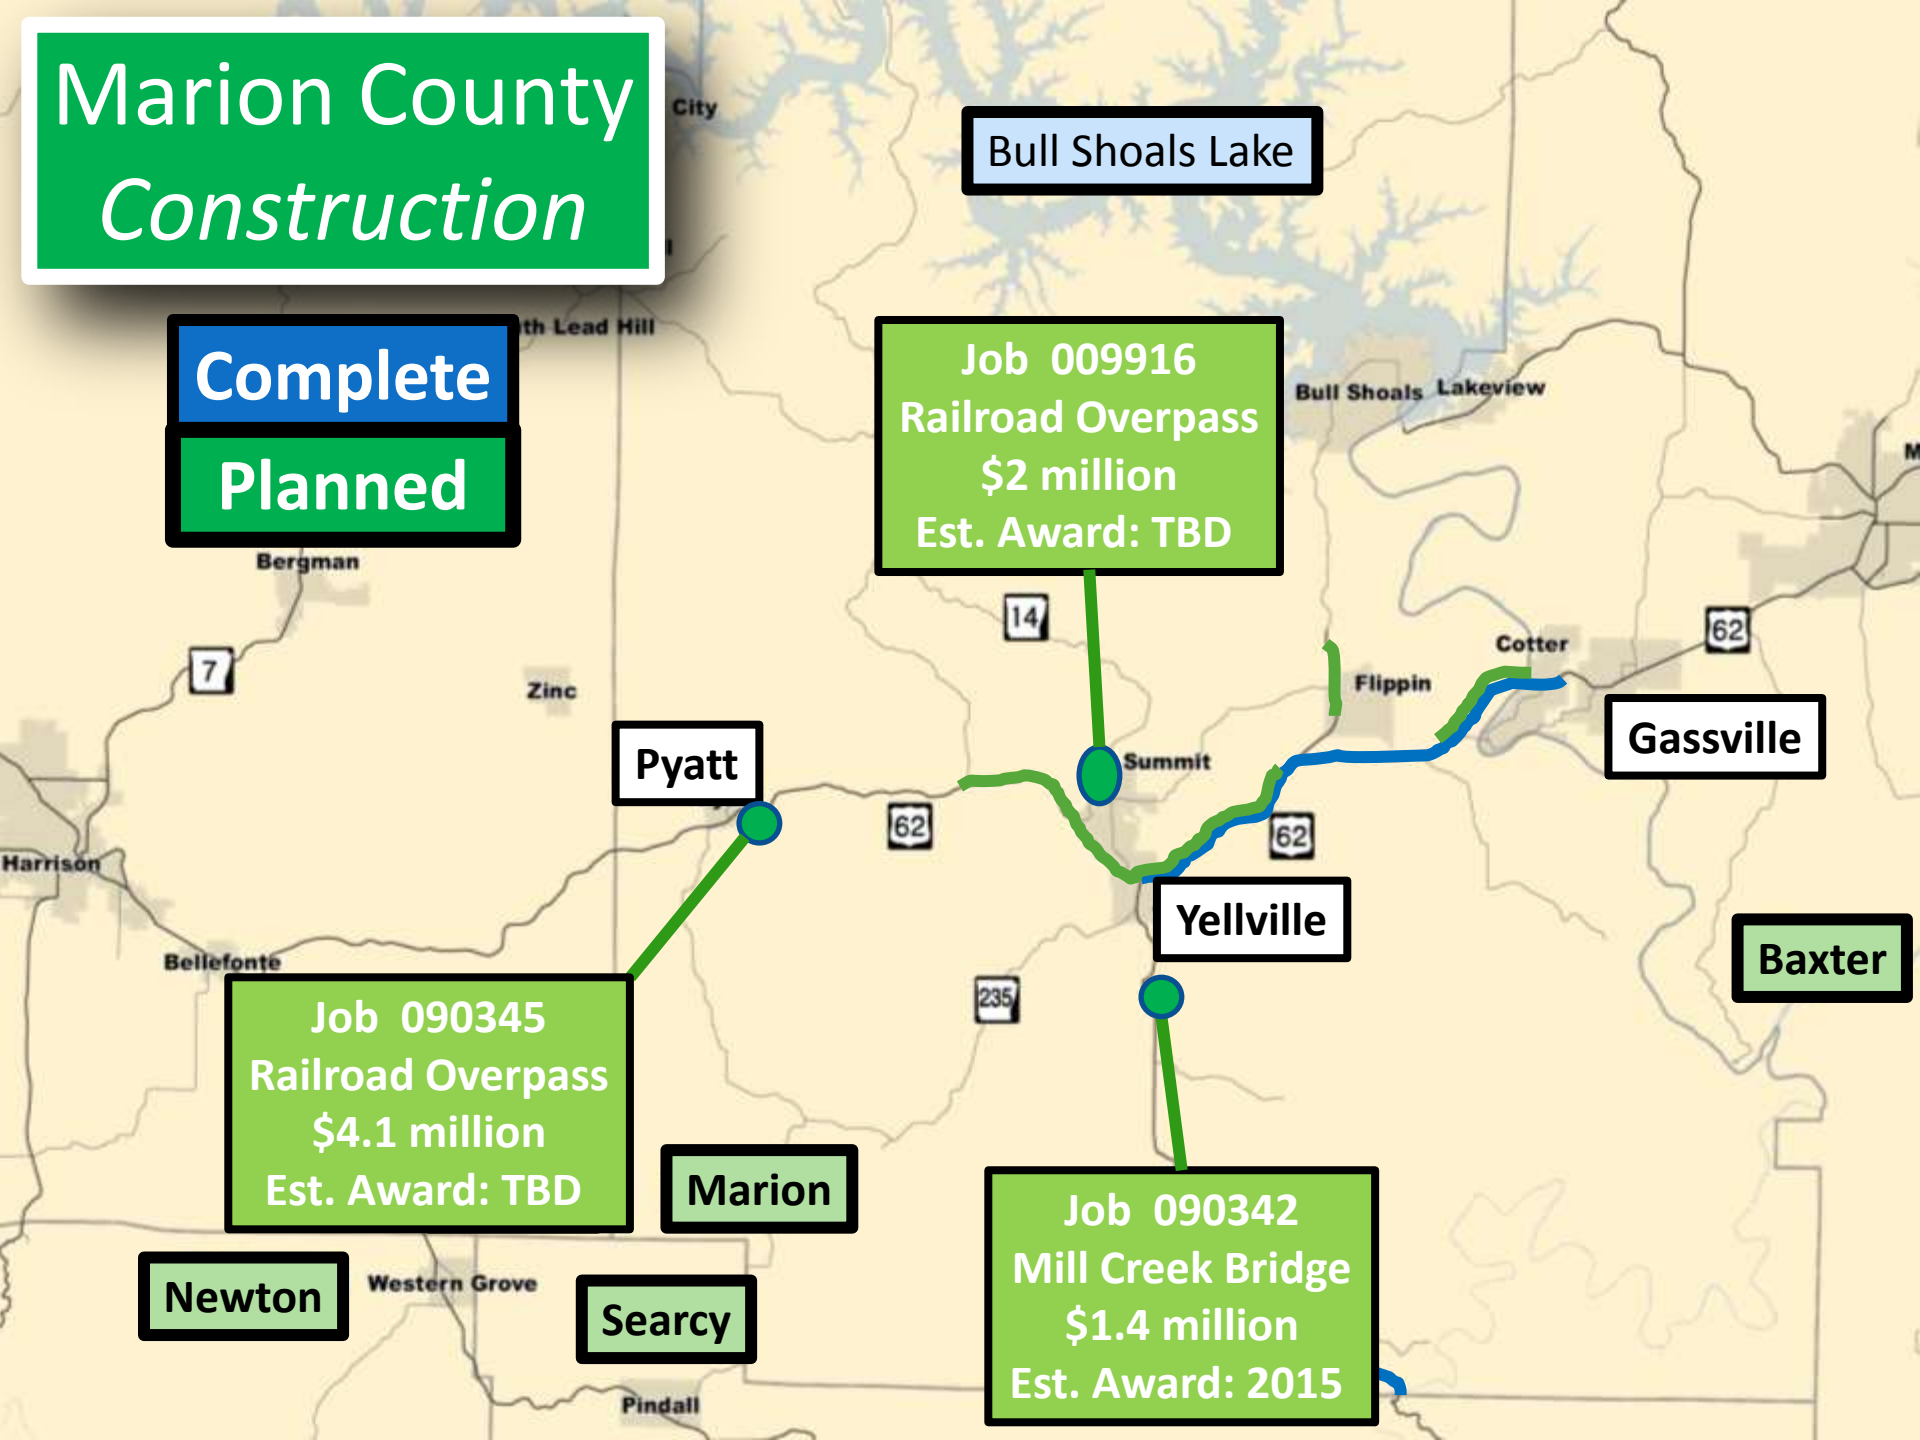 Marion County
Construction
City
Bull Shoals Lake
th Lead Hill
Complete
Planned
Job 009916
Railroad Overpass
$2 million
Est. Award: TBD
Bull Shoals
Lakeview
Bergman
14
7
Zinc
62
Cotter
Flippin
Gassville
Pyatt
Summit
62
62
Harrison
Yellville
Bellefonte
235
Baxter
Job 090345
Railroad Overpass
$4.1 million
Est. Award: TBD
Marion
Job 090342
Mill Creek Bridge
$1.4 million
Est. Award: 2015
Newton
Western Grove
Searcy
Pindall